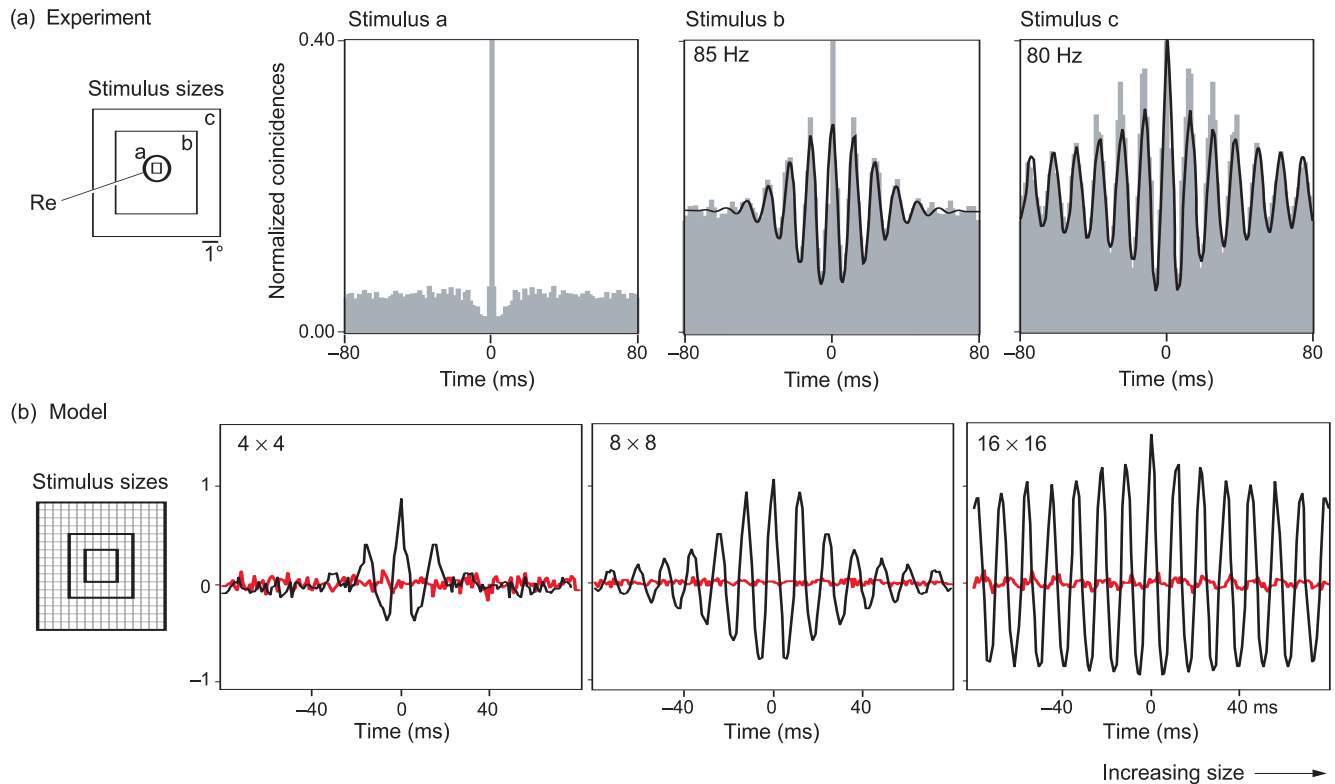 (a) Experiment
Stimulus sizes
a
b
c
Re
1°
Stimulus a
Stimulus b
Stimulus c
Normalized coincidences
0.40
0.00
–80
0
80
Time (ms)
85 Hz
–80
0
80
Time (ms)
80 Hz
–80
0
80
Time (ms)
(b) Model
Stimulus sizes
1
0
–1
4 × 4
–40
0
40
Time (ms)
8 × 8
–40
0
40
Time (ms)
16 × 16
–40
0
40 ms
Time (ms)
Increasing size